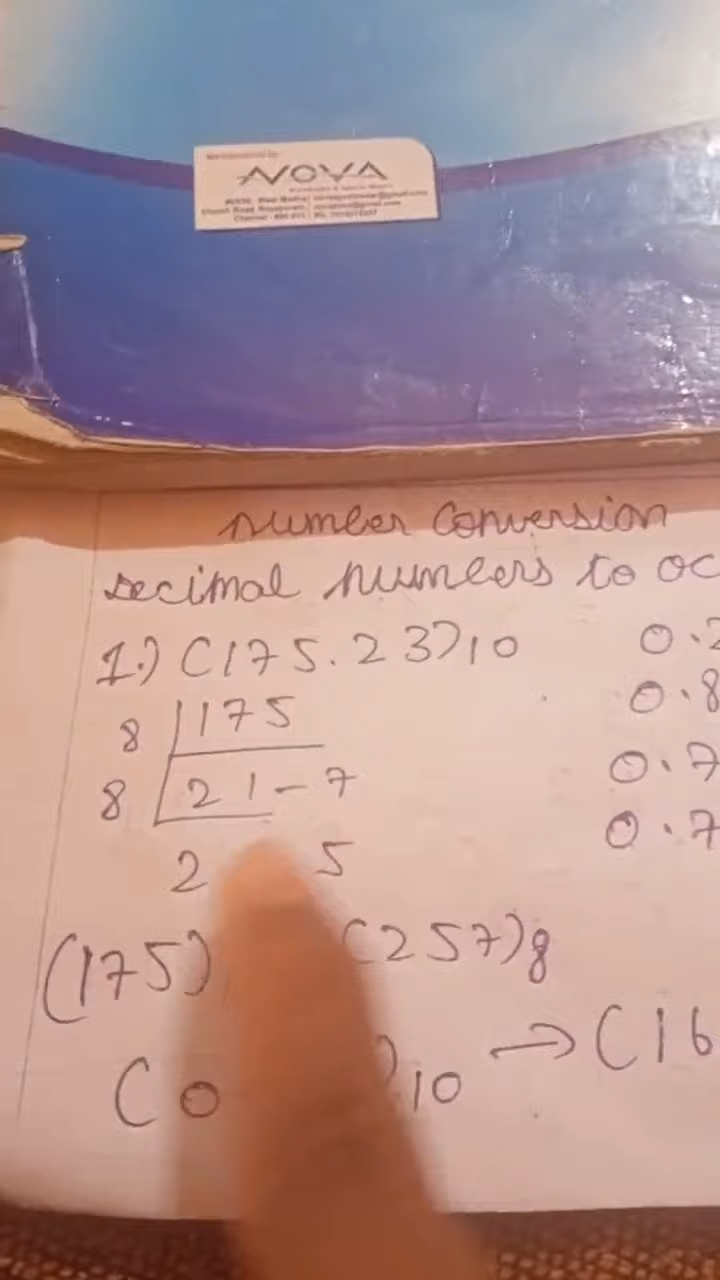 NOVA
Number Conversion
Decimal Numbers to oc
1.) (175.23)10
0.2
8 175
0.8
8 21 - 7
0.7
2 5
0.7
(175) (257)8
(0 )10 → (16